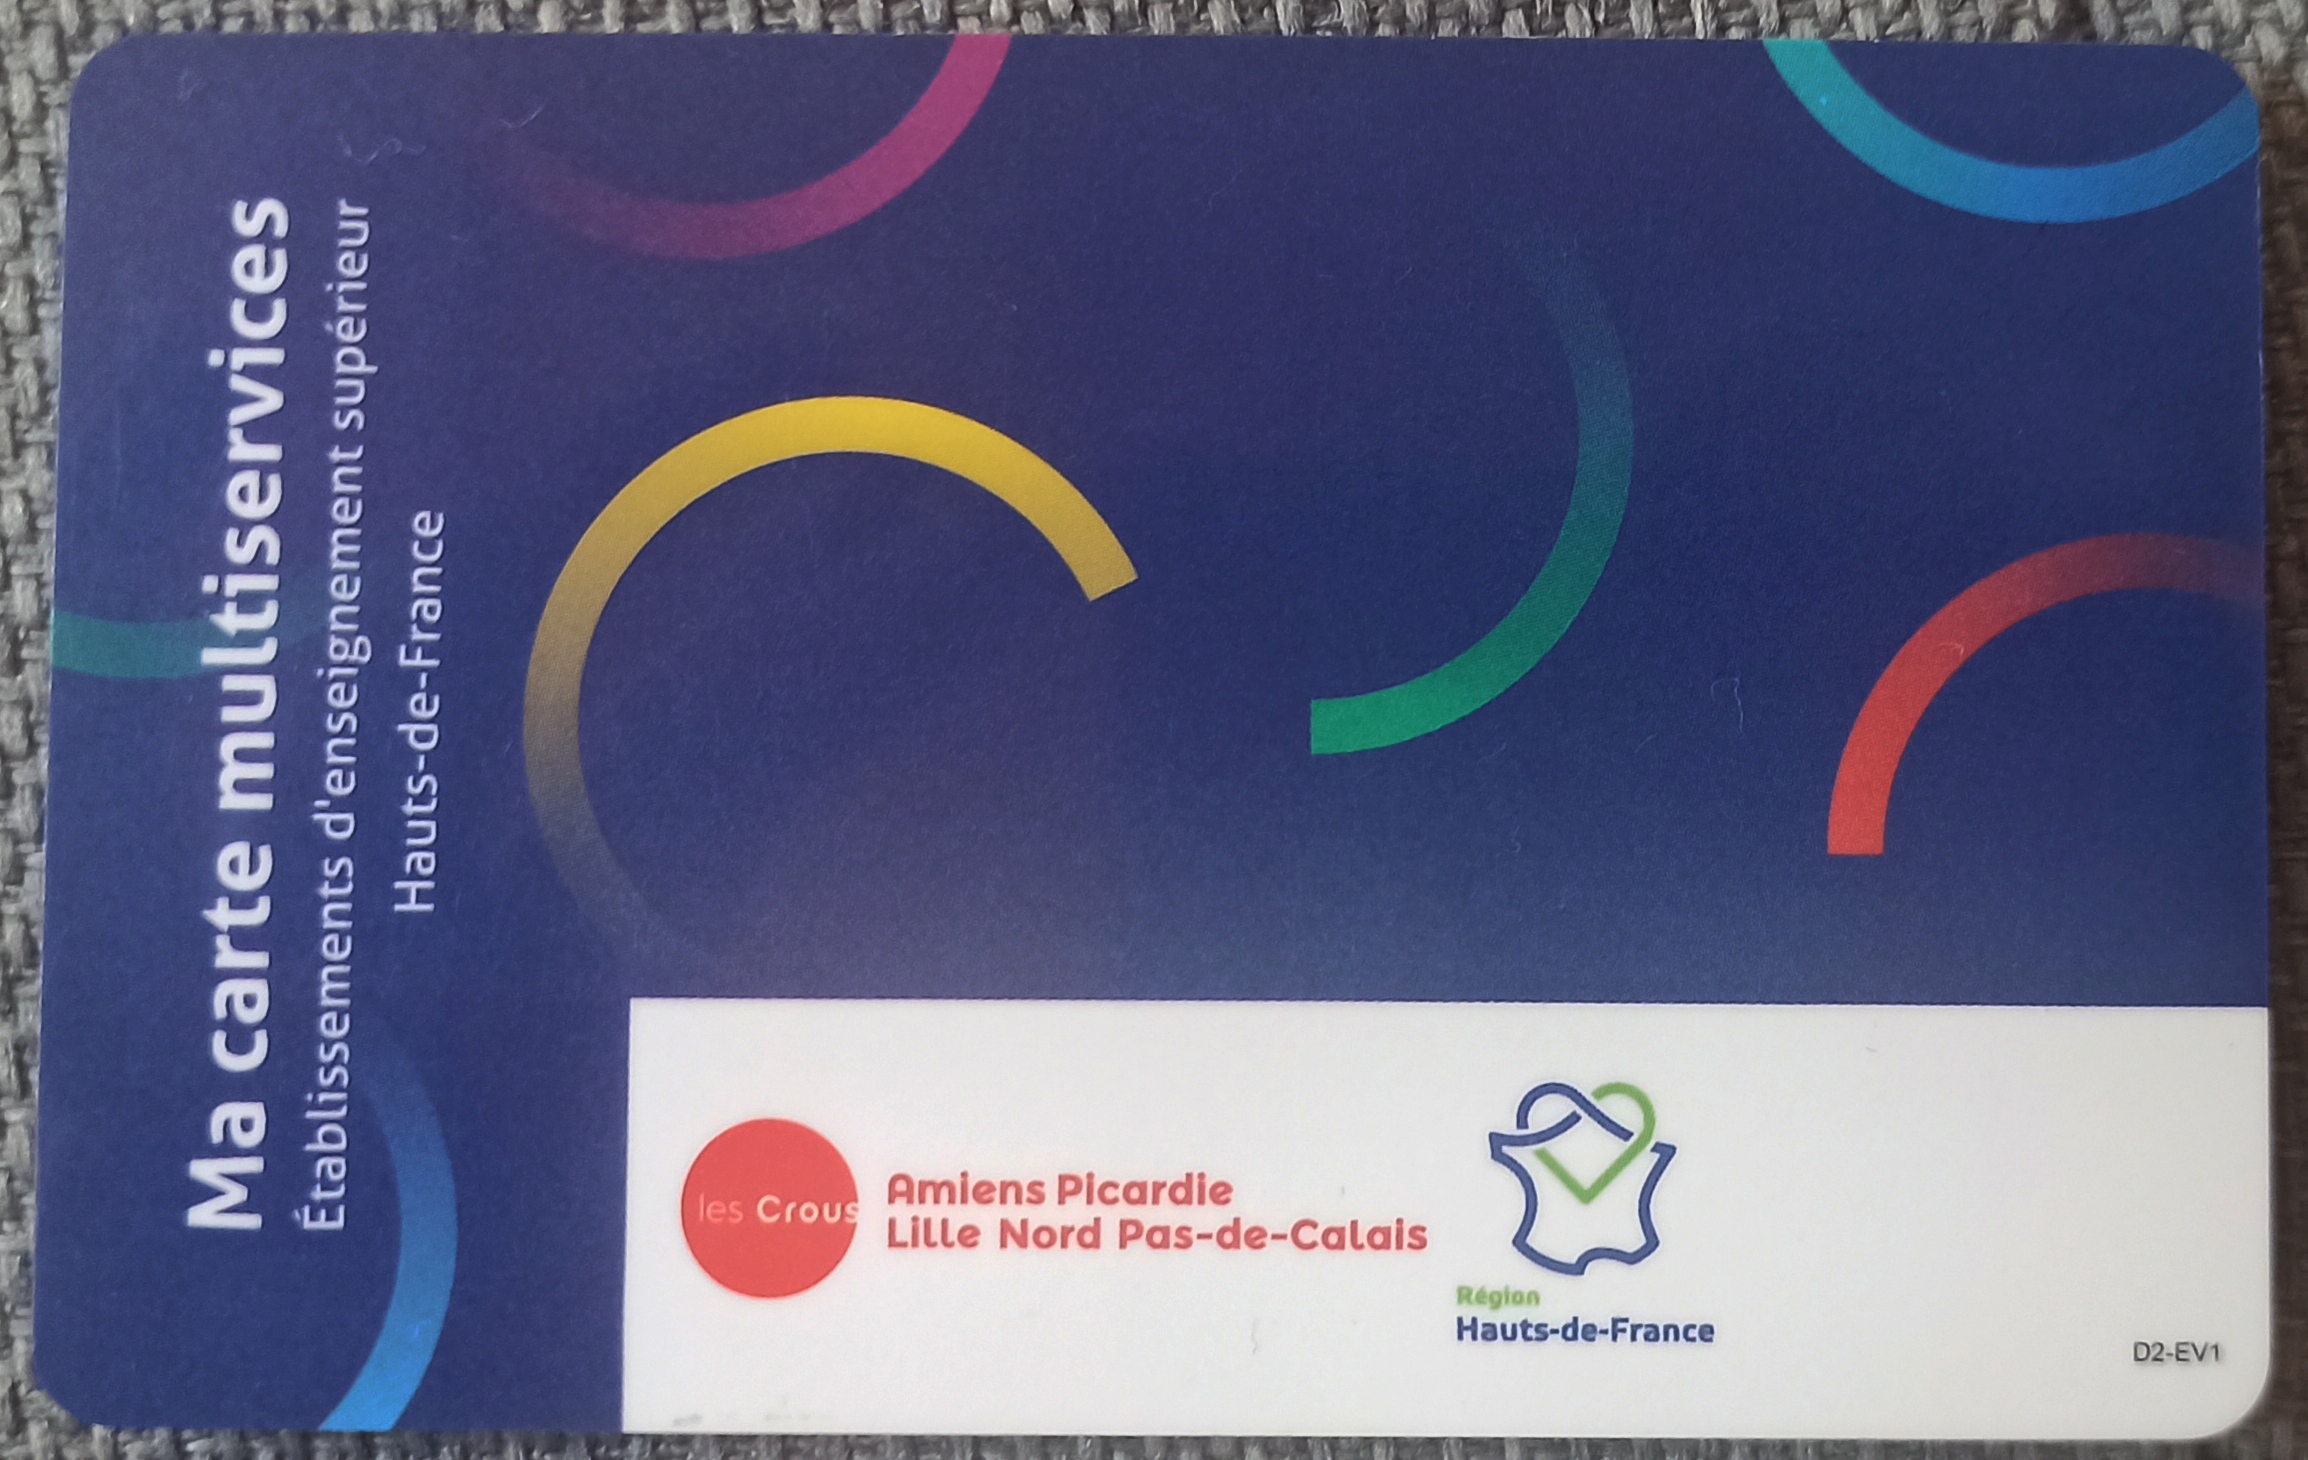 Ma carte multiservices
Établissements d'enseignement supérieur
Hauts-de-France
les Crous
Amiens Picardie
Lille Nord Pas-de-Calais
Région
Hauts-de-France
D2-EV1